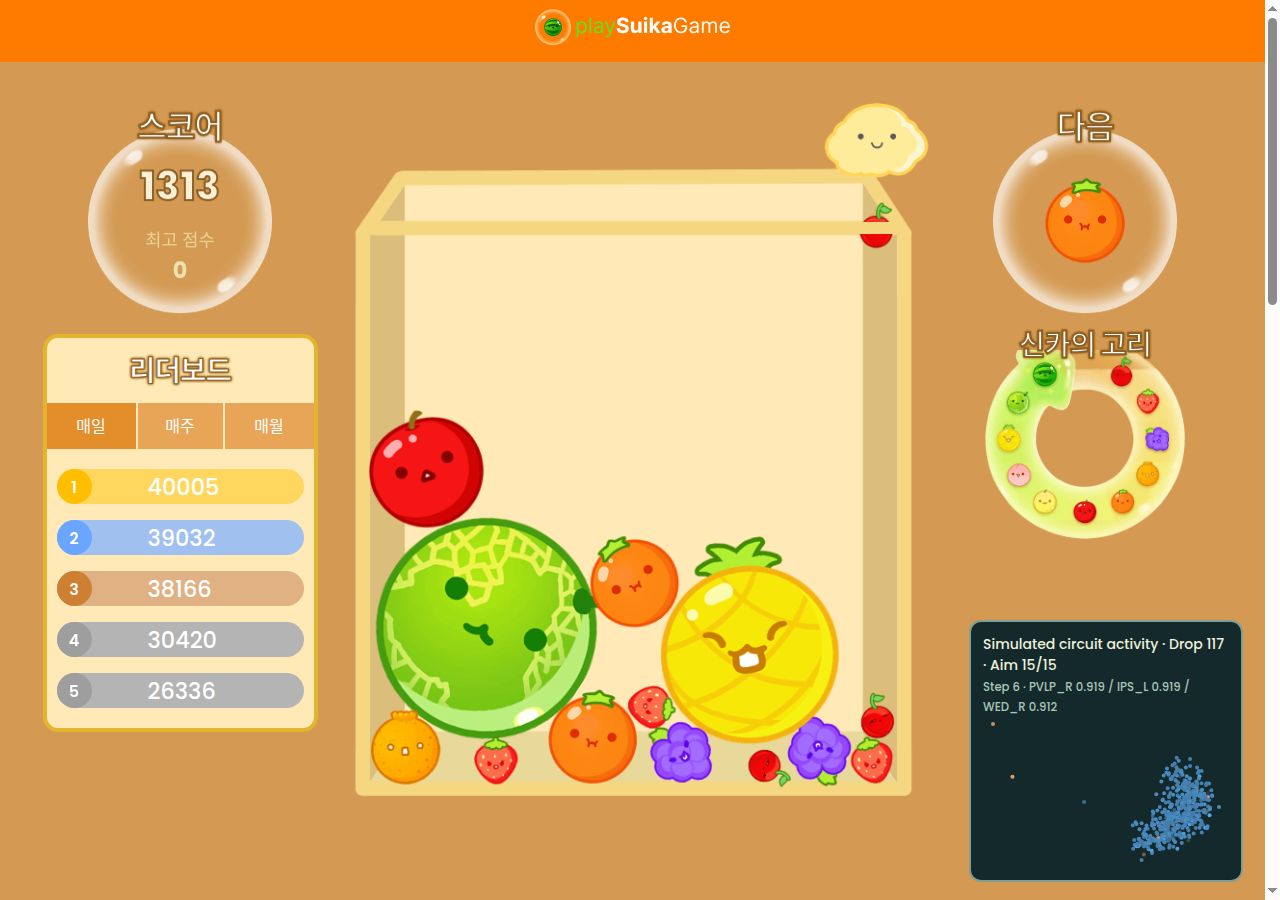 playSuikaGame
스코어
1313
최고 점수
0
다음
리더보드
매일 매주 매월
1 40005
2 39032
3 38166
4 30420
5 26336
신카의 고리
Simulated circuit activity · Drop 117
· Aim 15/15
Step 6 · PVLP_R 0.919 / IPS_L 0.919 /
WED_R 0.912